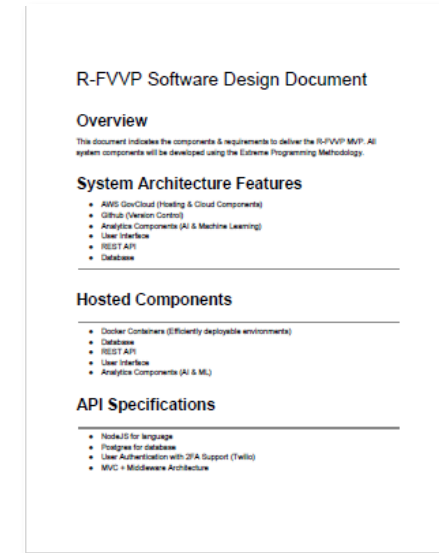 R-FVVP Software Design Document
Overview
This document indicates the components & requirements to deliver the R-FVVP MVP. All
system components will be developed using the Extreme Programming Methodology.
System Architecture Features
● AWS GovCloud (Hosting & Cloud Components)
● Github (Version Control)
● Analytics Components (AI & Machine Learning)
● User Interface
● REST API
● Database
Hosted Components
● Docker Containers (Efficiently deployable environments)
● Database
● REST API
● User Interface
● Analytics Components (AI & ML)
API Specifications
● NodeJS for language
● Postgres for database
● User Authentication with 2FA Support (Twilio)
● MVC + Middleware Architecture